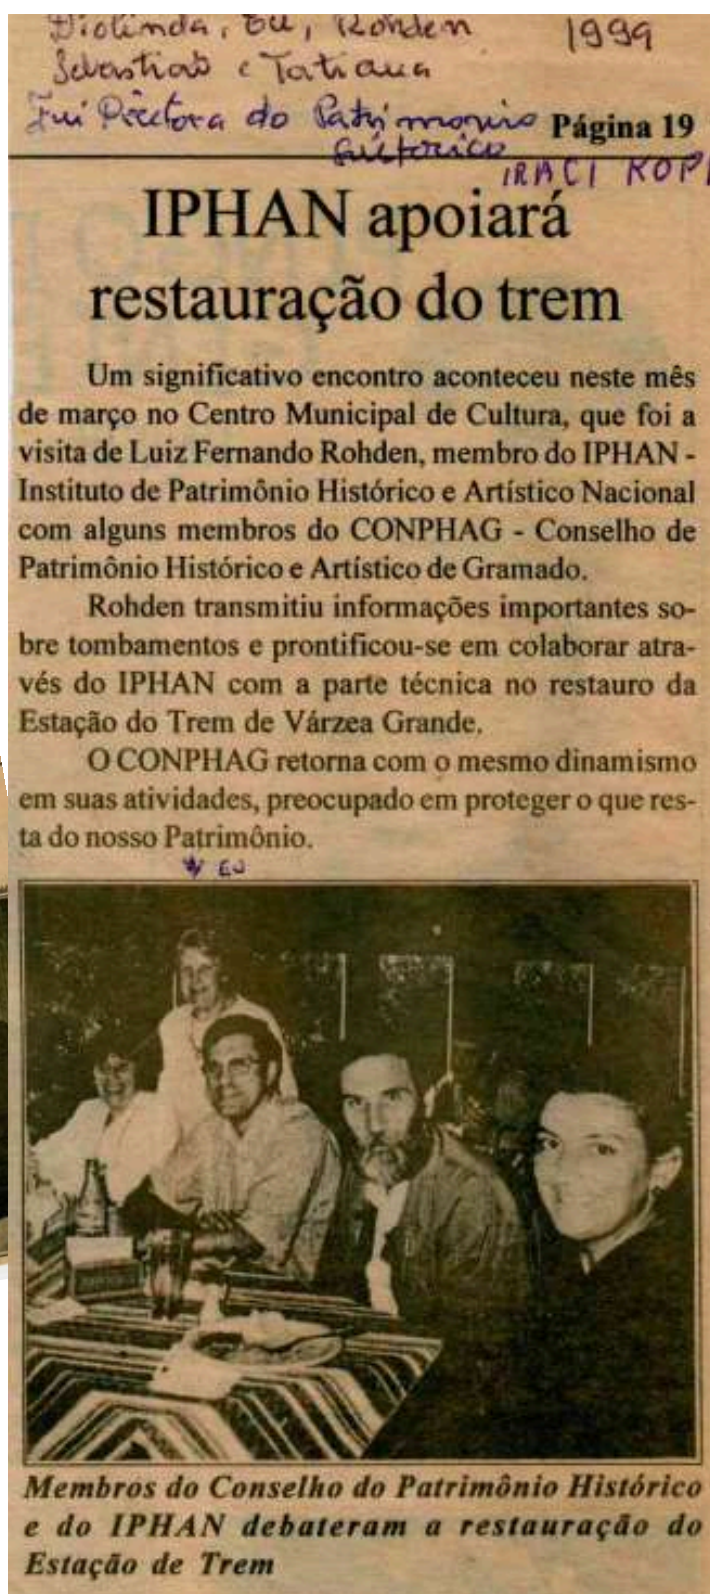 Diolinda, Eu, Rohden 1999
Sebastião e Tatiana
Fui Diretora do Patrimônio Página 19
Histórico
IRACI KOP
IPHAN apoiará
restauração do trem
Um significativo encontro aconteceu neste mês
de março no Centro Municipal de Cultura, que foi a
visita de Luiz Fernando Rohden, membro do IPHAN -
Instituto de Patrimônio Histórico e Artístico Nacional
com alguns membros do CONPHAG - Conselho de
Patrimônio Histórico e Artístico de Gramado.
Rohden transmitiu informações importantes so-
bre tombamentos e prontificou-se em colaborar atra-
vés do IPHAN com a parte técnica no restauro da
Estação do Trem de Várzea Grande.
O CONPHAG retorna com o mesmo dinamismo
em suas atividades, preocupado em proteger o que res-
ta do nosso Patrimônio.
EU
Membros do Conselho do Patrimônio Histórico
e do IPHAN debateram a restauração do
Estação de Trem